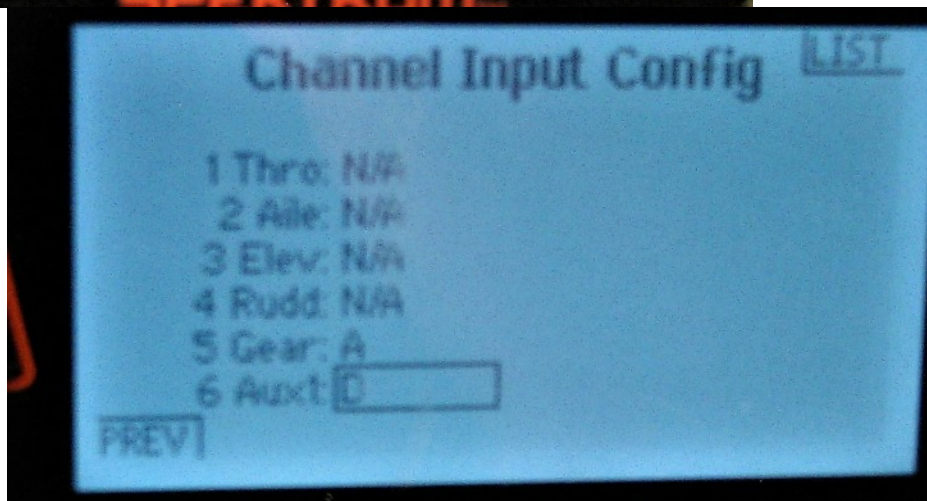 Channel Input Config
LIST
1 Thro: N/A
2 Aile: N/A
3 Elev: N/A
4 Rudd: N/A
5 Gear: A
6 Aux1: D
PREV